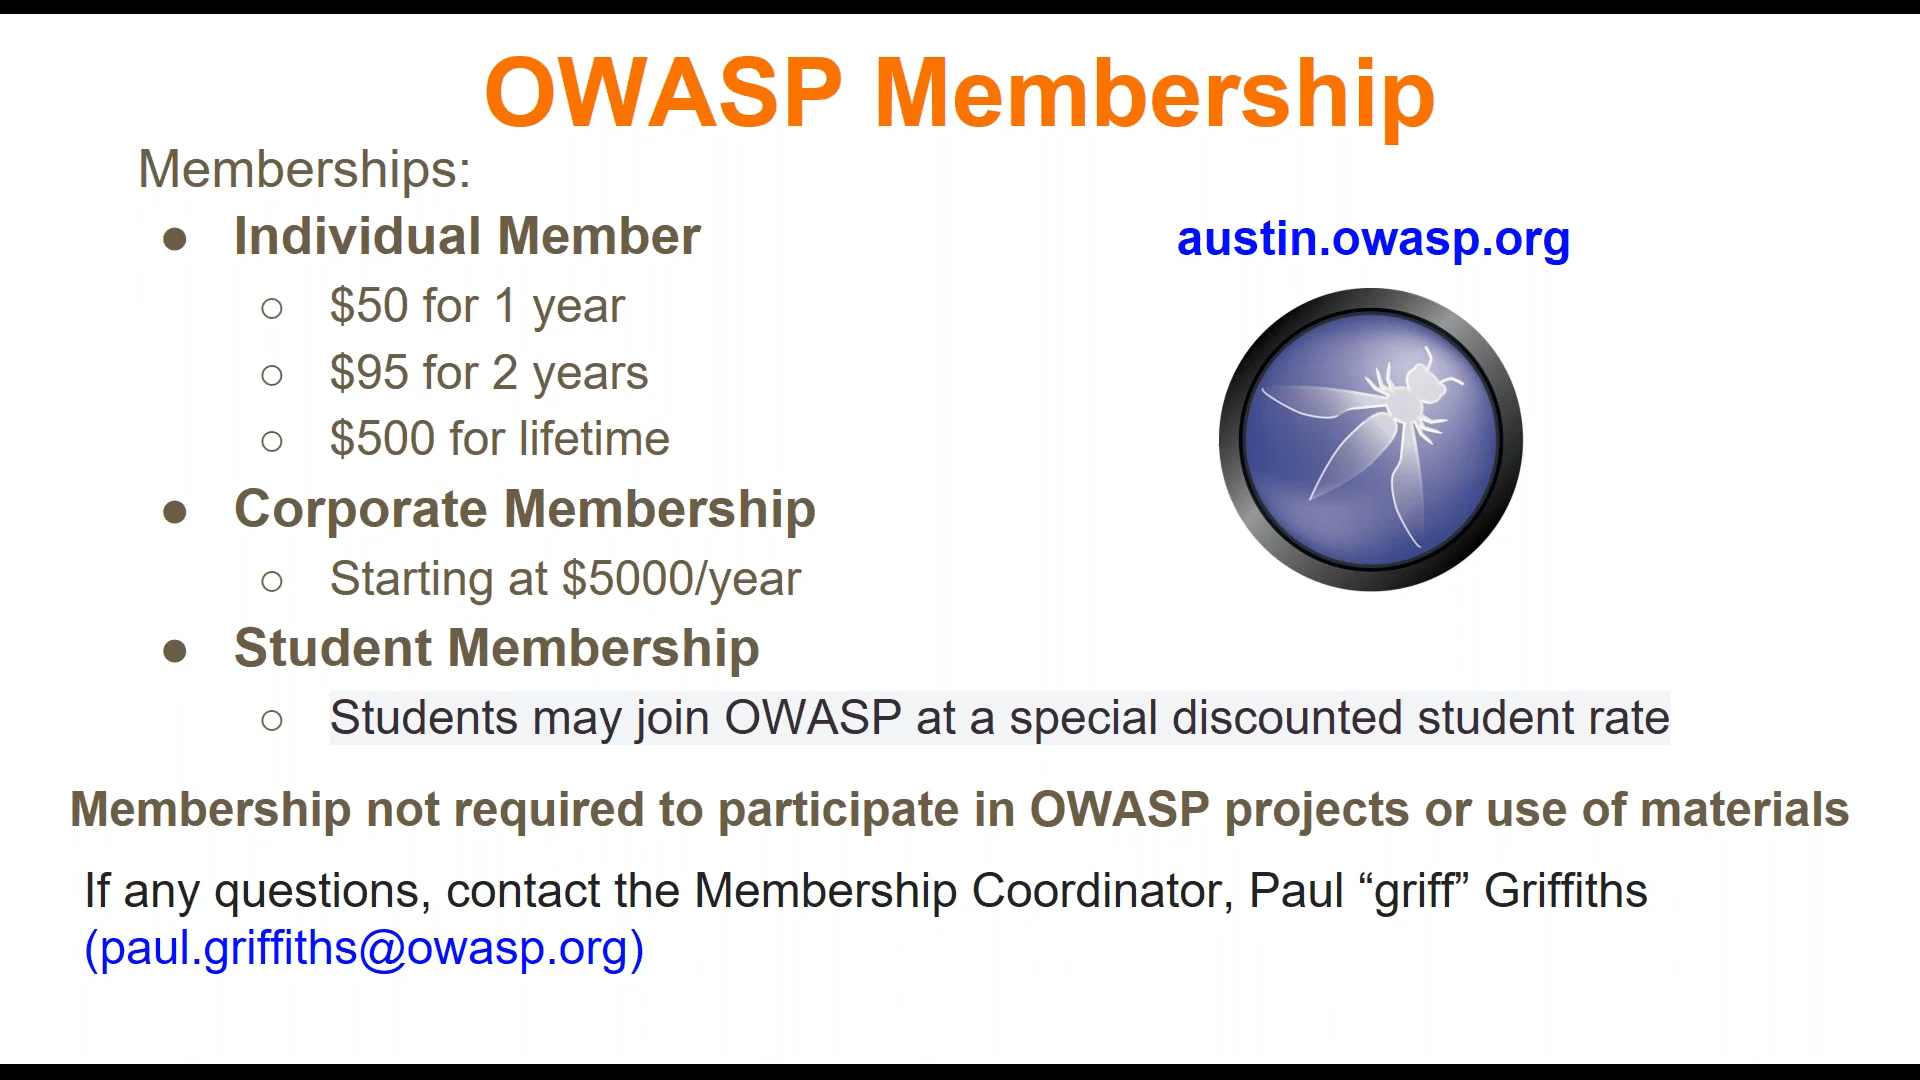 OWASP Membership
Memberships:
● Individual Member
○ $50 for 1 year
○ $95 for 2 years
○ $500 for lifetime
● Corporate Membership
○ Starting at $5000/year
● Student Membership
○ Students may join OWASP at a special discounted student rate
austin.owasp.org
Membership not required to participate in OWASP projects or use of materials
If any questions, contact the Membership Coordinator, Paul “griff” Griffiths
(paul.griffiths@owasp.org)